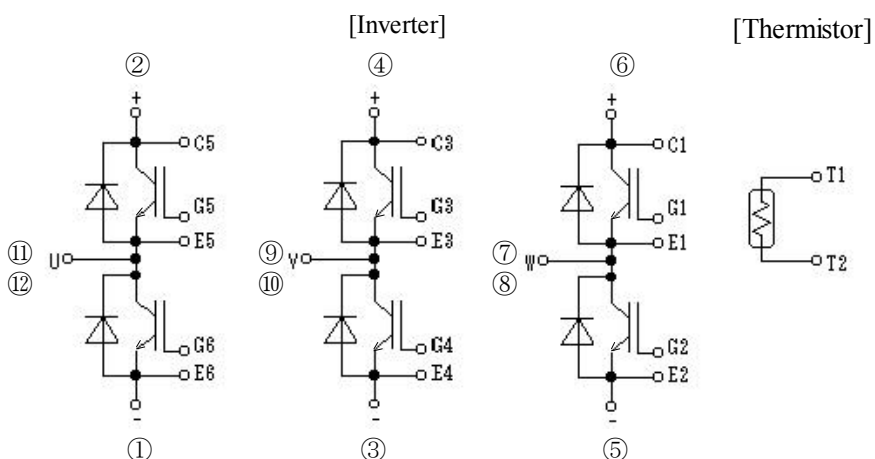 [Inverter] [Thermistor]
② ④ ⑥
+ + +
C5 C3 C1
T1
G5 G3 G1
E5 E3 E1
⑪ U ⑨ V ⑦ W T2
⑫ ⑩ ⑧
G6 G4 G2
E6 E4 E2
- - -
① ③ ⑤